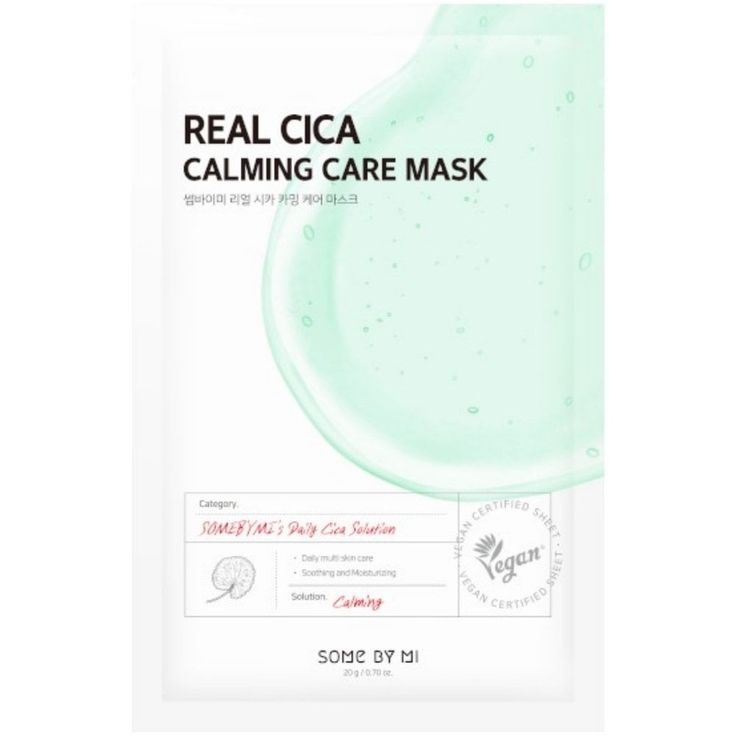 REAL CICA
CALMING CARE MASK
썸바이미 리얼 시카 카밍 케어 마스크
Category.
SOMEBYMI's Daily Cica Solution
• Daily multi skin care
• Soothing and Moisturizing
Solution.
Calming
VEGAN CERTIFIED SHEET
Vegan
VEGAN CERTIFIED SHEET
SOME BY MI
20 g / 0.70 oz.